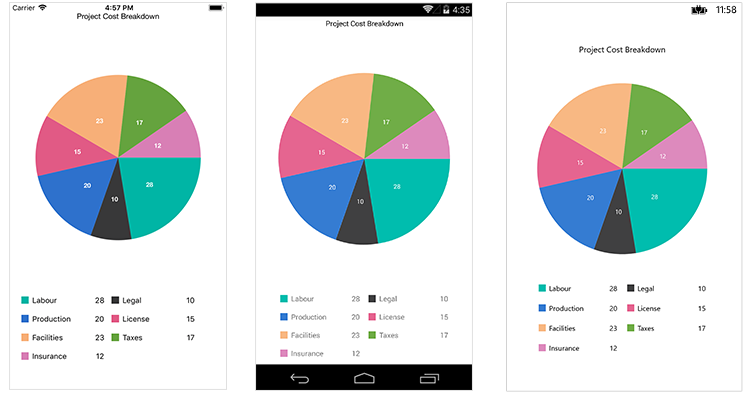 Carrier 4:57 PM
Project Cost Breakdown
23
17
12
15
20
10
28
Labour 28 Legal 10
Production 20 License 15
Facilities 23 Taxes 17
Insurance 12
4:35
Project Cost Breakdown
23
17
12
15
20
10
28
Labour 28 Legal 10
Production 20 License 15
Facilities 23 Taxes 17
Insurance 12
11:58
Project Cost Breakdown
23
17
12
15
20
10
28
Labour 28 Legal 10
Production 20 License 15
Facilities 23 Taxes 17
Insurance 12